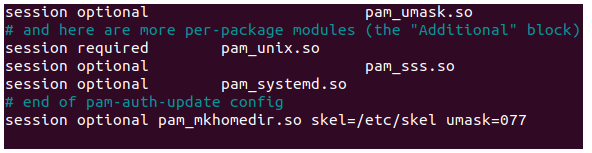 session optional                        pam_umask.so
# and here are more per-package modules (the "Additional" block)
session required        pam_unix.so
session optional                        pam_sss.so
session optional        pam_systemd.so
# end of pam-auth-update config
session optional pam_mkhomedir.so skel=/etc/skel umask=077